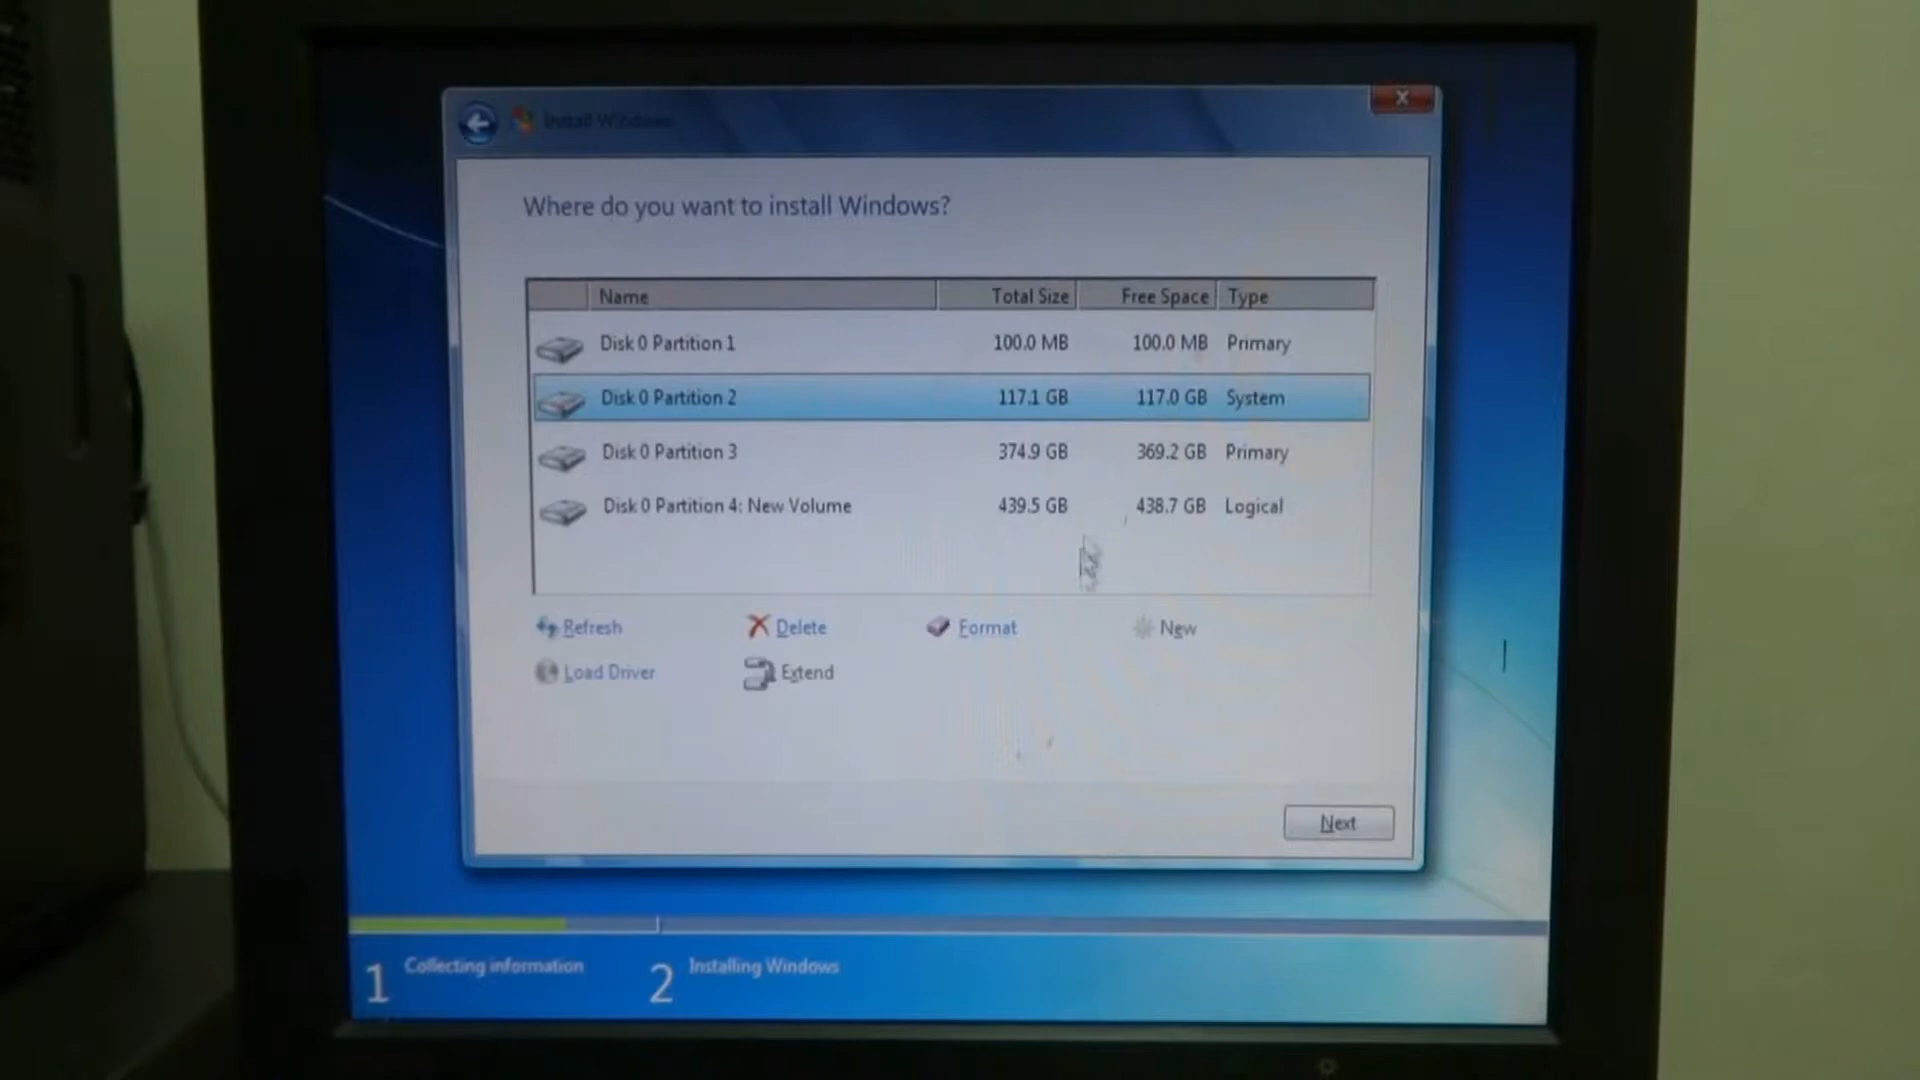 Install Windows
Where do you want to install Windows?
Name Total Size Free Space Type
Disk 0 Partition 1 100.0 MB 100.0 MB Primary
Disk 0 Partition 2 117.1 GB 117.0 GB System
Disk 0 Partition 3 374.9 GB 369.2 GB Primary
Disk 0 Partition 4: New Volume 439.5 GB 438.7 GB Logical
Refresh Delete Format New
Load Driver Extend
Next
1 Collecting information 2 Installing Windows